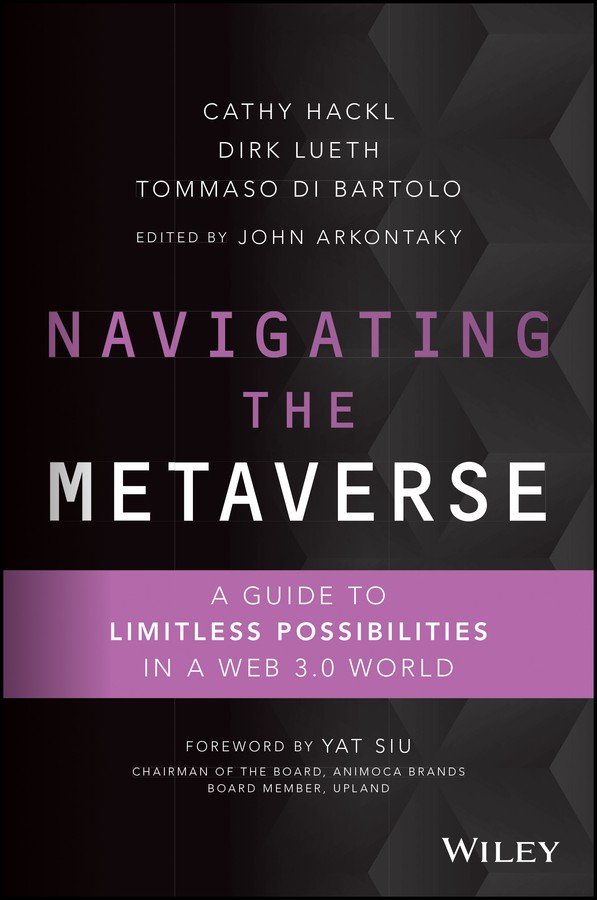 CATHY HACKL
DIRK LUETH
TOMMASO DI BARTOLO
EDITED BY JOHN ARKONTAKY
NAVIGATING
THE
METAVERSE
A GUIDE TO
LIMITLESS POSSIBILITIES
IN A WEB 3.0 WORLD
FOREWORD BY YAT SIU
CHAIRMAN OF THE BOARD, ANIMOCA BRANDS
BOARD MEMBER, UPLAND
WILEY